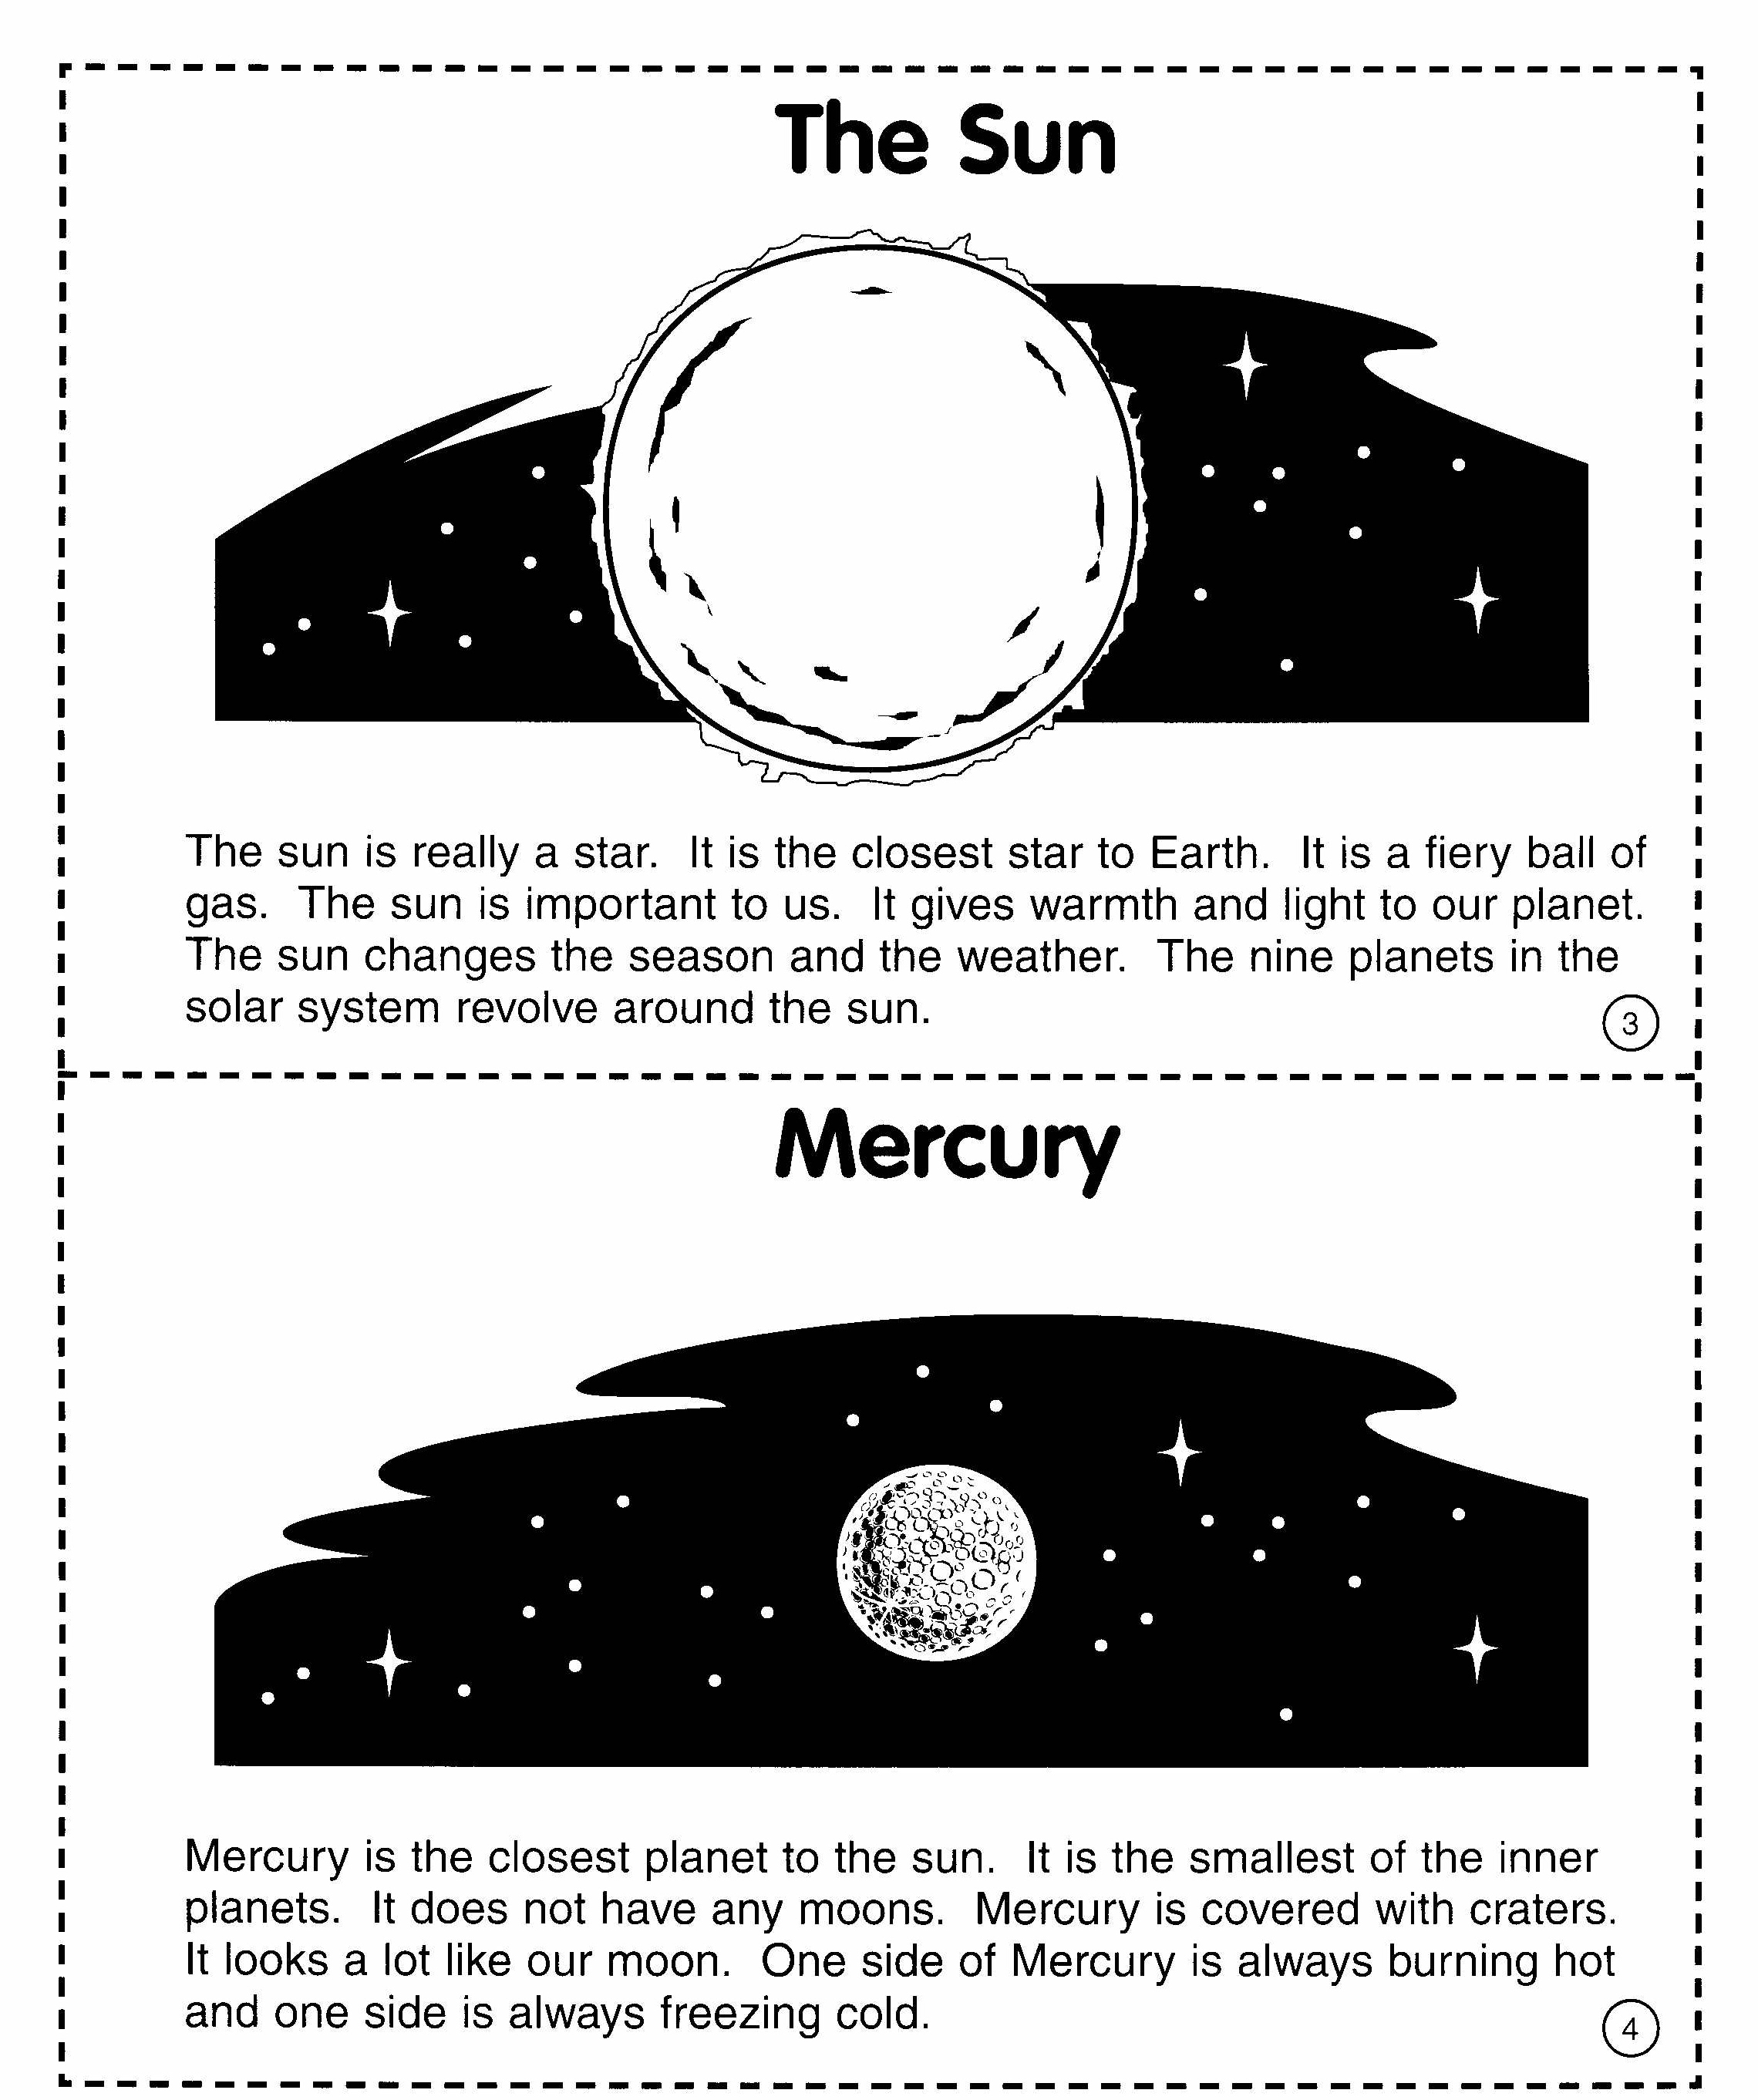 The Sun
The sun is really a star. It is the closest star to Earth. It is a fiery ball of
gas. The sun is important to us. It gives warmth and light to our planet.
The sun changes the season and the weather. The nine planets in the
solar system revolve around the sun.
3
Mercury
Mercury is the closest planet to the sun. It is the smallest of the inner
planets. It does not have any moons. Mercury is covered with craters.
It looks a lot like our moon. One side of Mercury is always burning hot
and one side is always freezing cold.
4